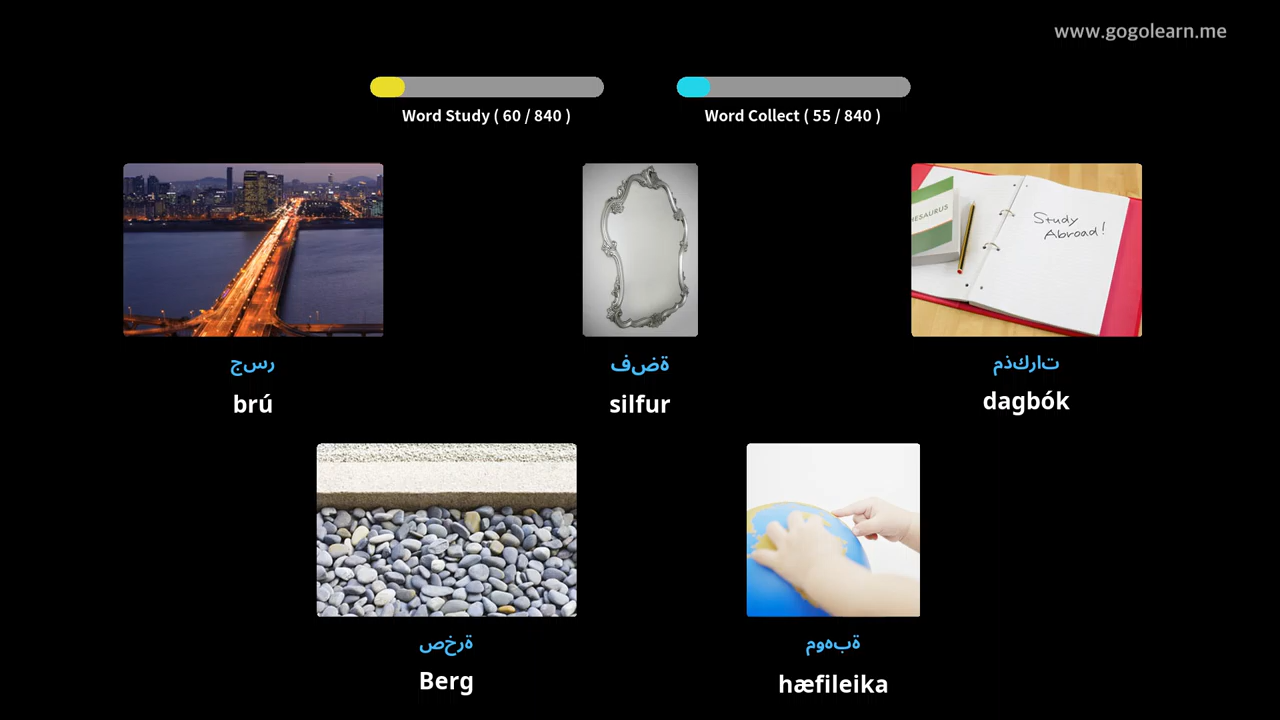 www.gogolearn.me
Word Study ( 60 / 840 )
Word Collect ( 55 / 840 )
ESAURUS
Study
Abroad!
رسج
ةضف
تاركذم
brú
silfur
dagbók
ةرخص
ةبهوم
Berg
hæfileika